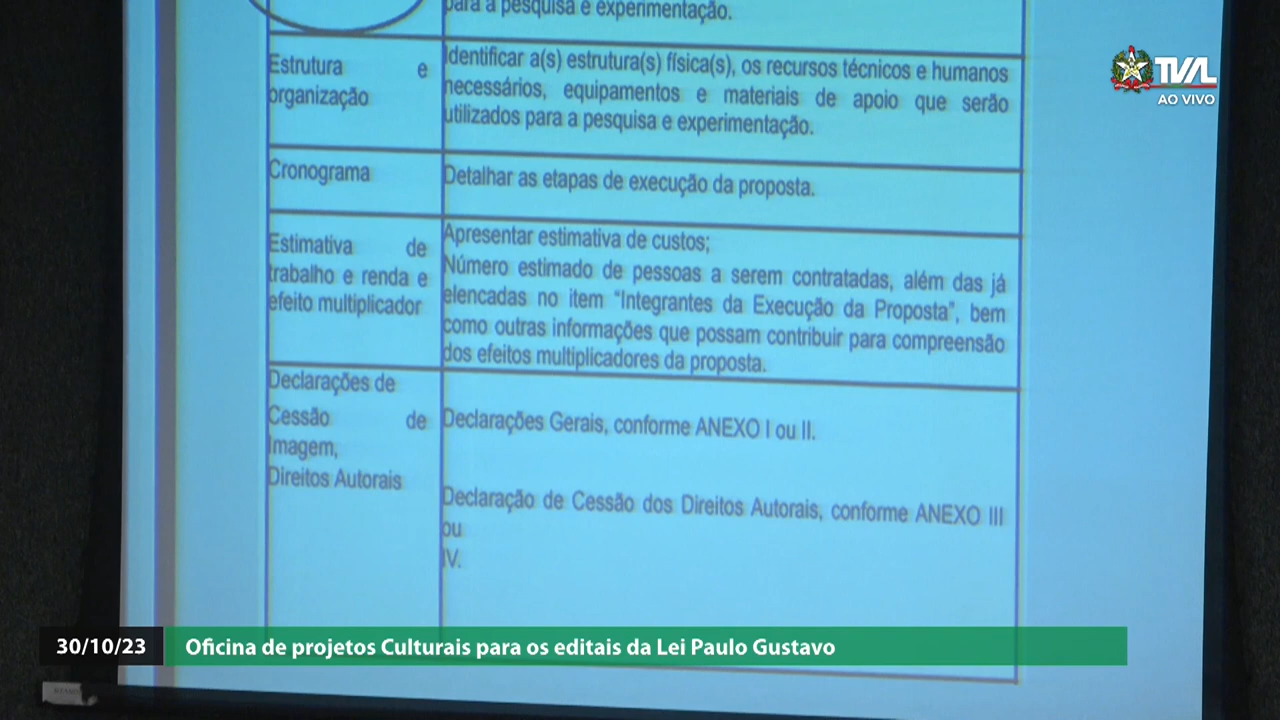 para a pesquisa e experimentação.
Estrutura e
organização
Identificar a(s) estrutura(s) física(s), os recursos técnicos e humanos
necessários, equipamentos e materiais de apoio que serão
utilizados para a pesquisa e experimentação.
Cronograma
Detalhar as etapas de execução da proposta.
Estimativa de
trabalho e renda e
efeito multiplicador
Apresentar estimativa de custos;
Número estimado de pessoas a serem contratadas, além das já
elencadas no item “Integrantes da Execução da Proposta”, bem
como outras informações que possam contribuir para compreensão
dos efeitos multiplicadores da proposta.
Declarações de
Cessão de
Imagem,
Direitos Autorais
Declarações Gerais, conforme ANEXO I ou II.
Declaração de Cessão dos Direitos Autorais, conforme ANEXO III
ou
IV.
TVAL
AO VIVO
30/10/23
Oficina de projetos Culturais para os editais da Lei Paulo Gustavo